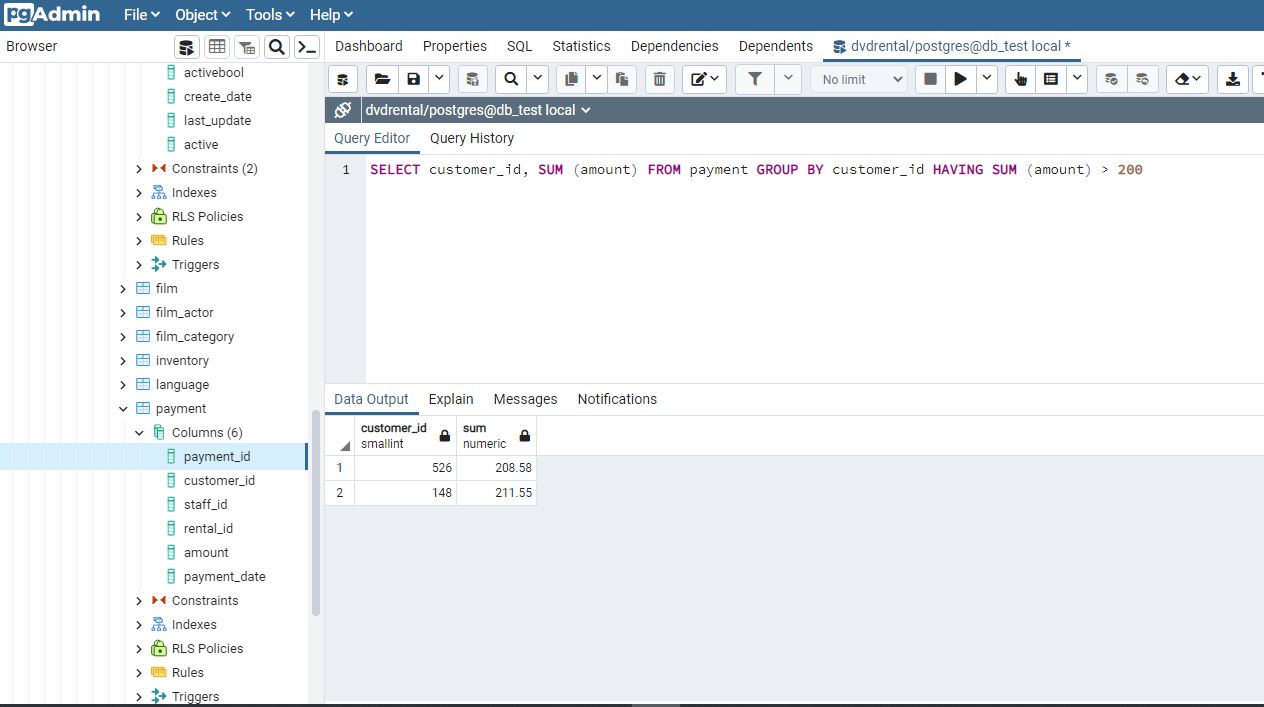 pgAdmin File Object Tools Help
Browser
Dashboard Properties SQL Statistics Dependencies Dependents dvdrental/postgres@db_test local *
No limit
dvdrental/postgres@db_test local
Query Editor Query History
1 SELECT customer_id, SUM (amount) FROM payment GROUP BY customer_id HAVING SUM (amount) > 200
activebool
create_date
last_update
active
Constraints (2)
Indexes
RLS Policies
Rules
Triggers
film
film_actor
film_category
inventory
language
payment
Columns (6)
payment_id
customer_id
staff_id
rental_id
amount
payment_date
Constraints
Indexes
RLS Policies
Rules
Triggers
Data Output Explain Messages Notifications
customer_id sum
smallint numeric
1 526 208.58
2 148 211.55